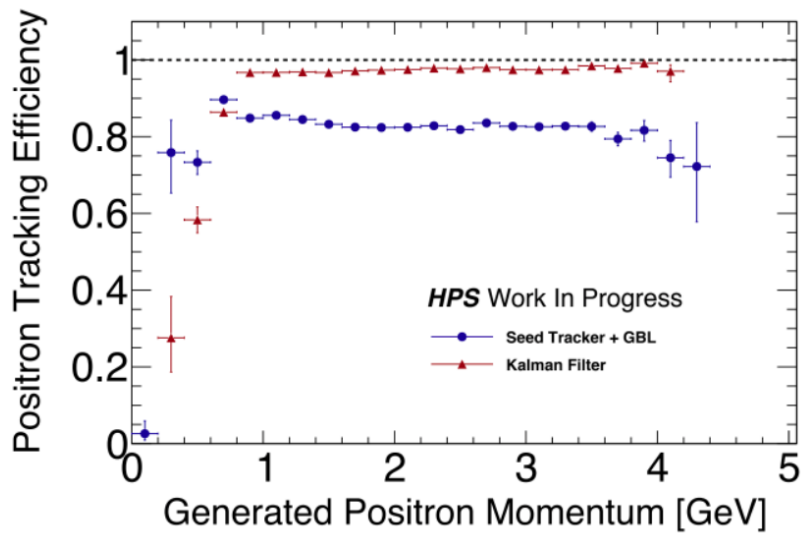 Positron Tracking Efficiency
1
0.8
0.6
0.4
0.2
0
HPS Work In Progress
Seed Tracker + GBL
Kalman Filter
0 1 2 3 4 5
Generated Positron Momentum [GeV]